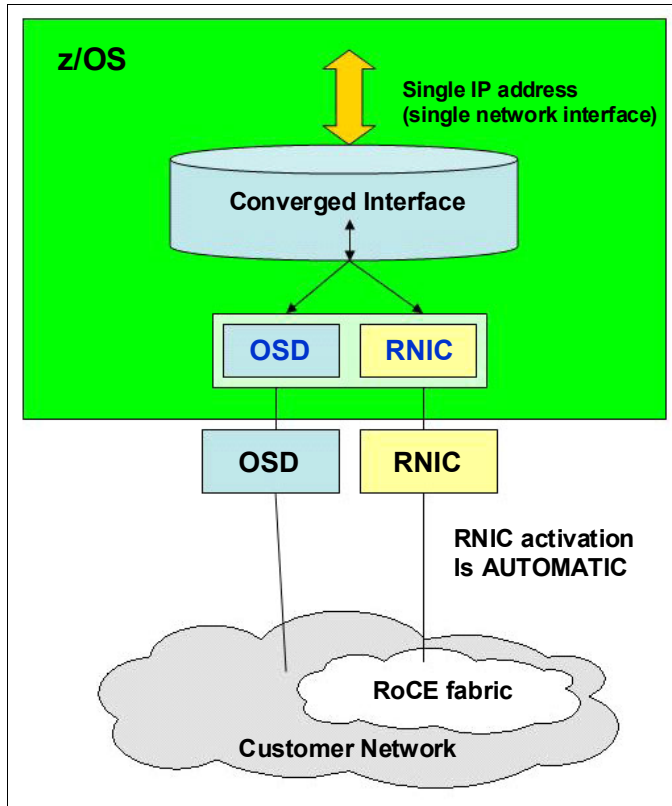 z/OS
Single IP address
(single network interface)
Converged Interface
OSD
RNIC
OSD
RNIC
RNIC activation
Is AUTOMATIC
RoCE fabric
Customer Network